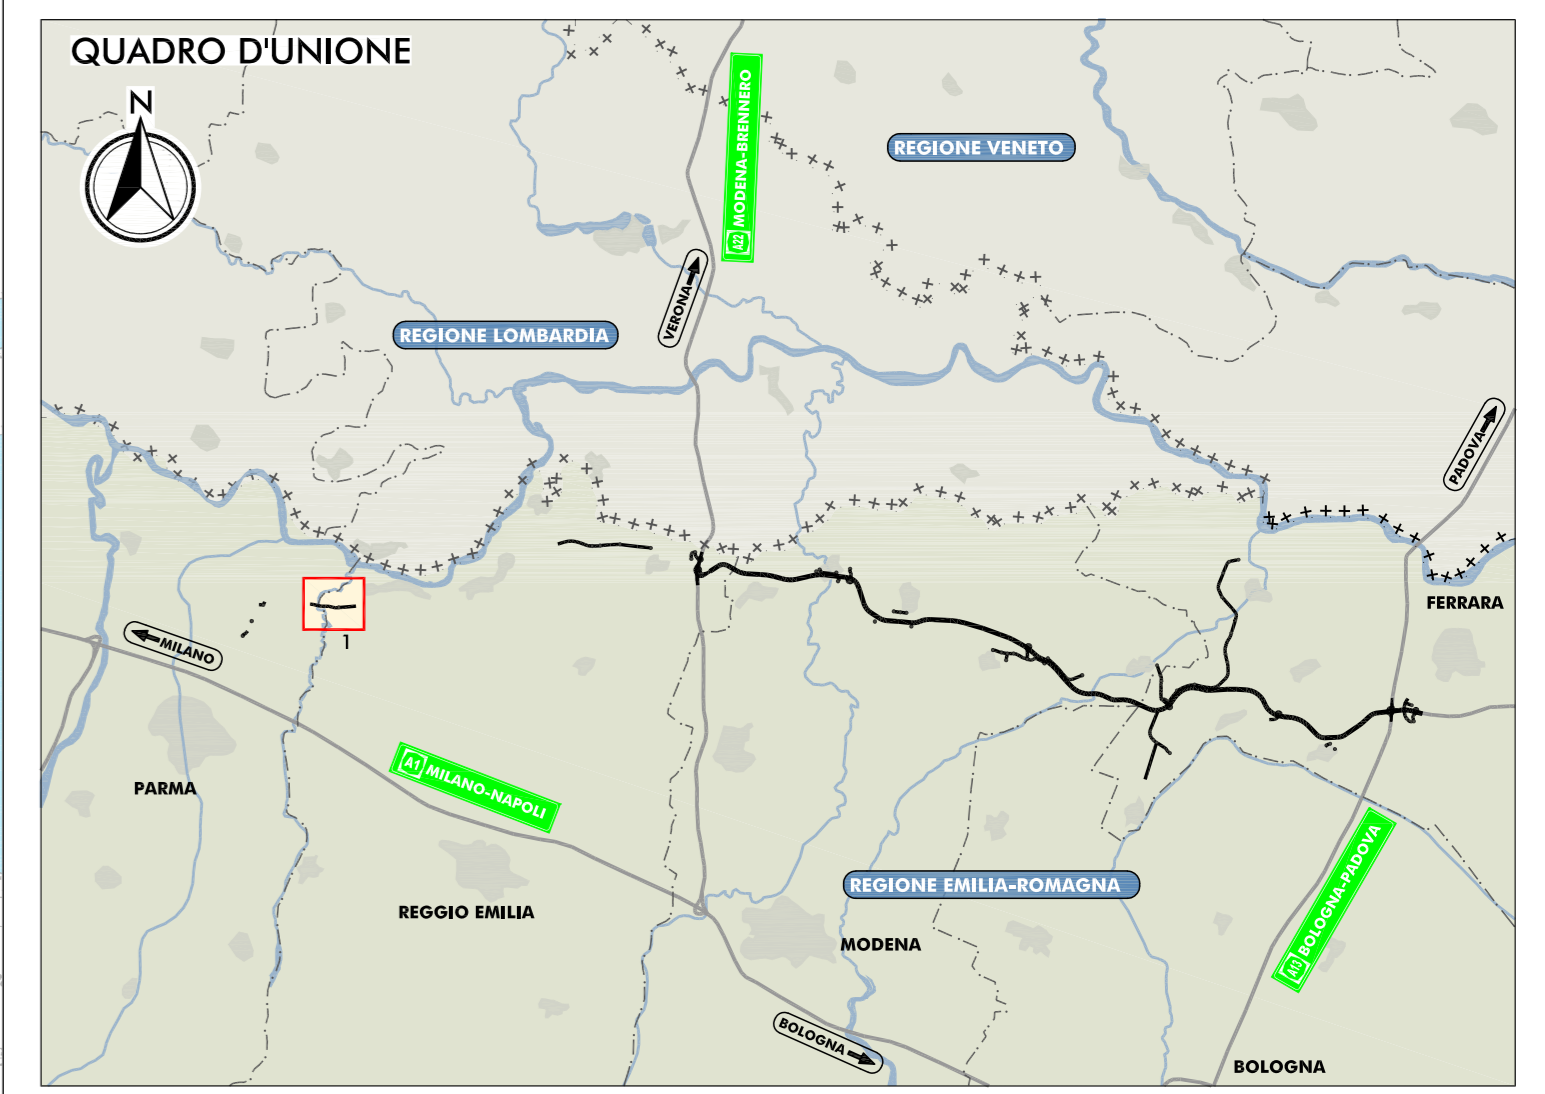 QUADRO D'UNIONE
N
A22 MODENA-BRENNERO
REGIONE VENETO
VERONA
REGIONE LOMBARDIA
PADOVA
FERRARA
MILANO
1
PARMA
A1 MILANO-NAPOLI
REGGIO EMILIA
REGIONE EMILIA-ROMAGNA
MODENA
A13 BOLOGNA-PADOVA
BOLOGNA
BOLOGNA